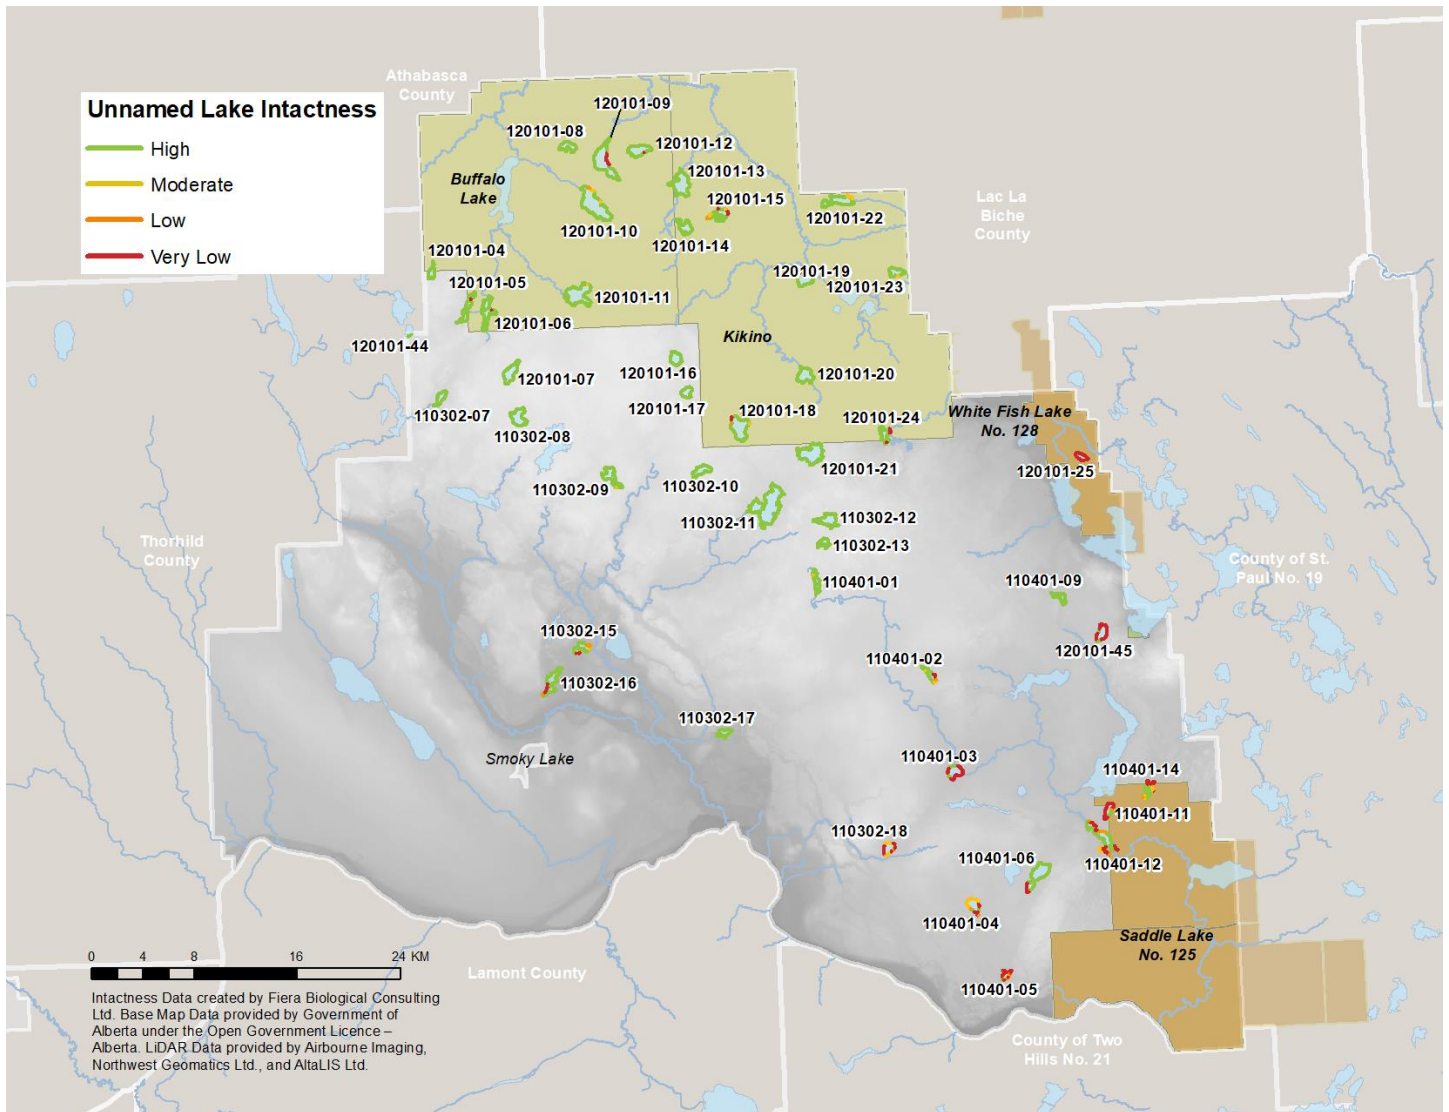 Athabasca
County
Unnamed Lake Intactness
High
Moderate
Low
Very Low
120101-09
120101-08
120101-12
120101-13
Buffalo
Lake
120101-15
Lac La
Biche
County
120101-22
120101-10
120101-14
120101-04
120101-05
120101-19
120101-23
120101-11
120101-06
120101-44
Kikino
120101-07
120101-16
120101-20
120101-17
110302-07
110302-08
120101-18
120101-24
White Fish Lake
No. 128
120101-21
120101-25
110302-09
110302-10
110302-11
110302-12
110302-13
Thorhild
County
County of St.
Paul No. 19
110401-01
110401-09
110302-15
120101-45
110401-02
110302-16
110302-17
Smoky Lake
110401-03
110401-14
110401-11
110302-18
110401-06
110401-12
110401-04
Saddle Lake
No. 125
0 4 8 16 24 KM
Lamont County
110401-05
Intactness Data created by Fiera Biological Consulting
Ltd. Base Map Data provided by Government of
Alberta under the Open Government Licence –
Alberta. LiDAR Data provided by Airbourne Imaging,
Northwest Geomatics Ltd., and AltaLIS Ltd.
County of Two
Hills No. 21